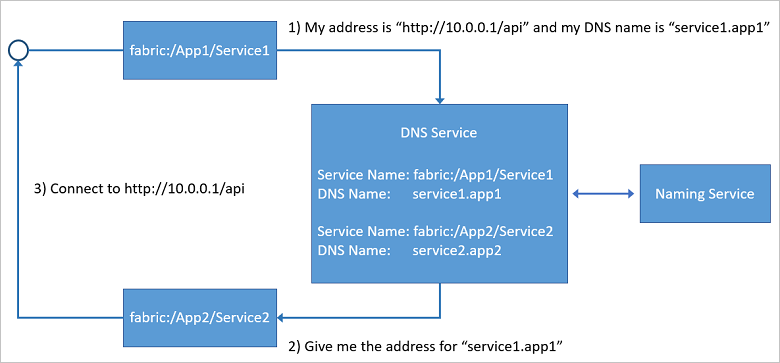 1) My address is “http://10.0.0.1/api” and my DNS name is “service1.app1”
fabric:/App1/Service1
DNS Service
Service Name: fabric:/App1/Service1
DNS Name: service1.app1
Service Name: fabric:/App2/Service2
DNS Name: service2.app2
Naming Service
3) Connect to http://10.0.0.1/api
fabric:/App2/Service2
2) Give me the address for “service1.app1”